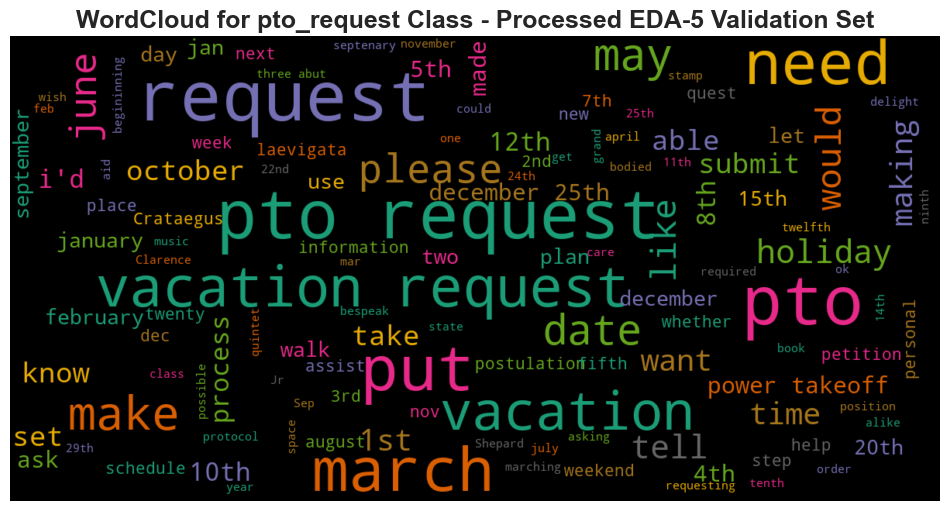 WordCloud for pto_request Class - Processed EDA-5 Validation Set
septenary
november
day
jan
next
three abut
may
need
june
5th
made
stamp
wish
feb
begininning
request
could
7th
quest
delight
new
25th
september
week
laevigata
12th
one
2nd
get
grand
april
able
let
would
making
i'd
aid
october
22nd
use
please
24th
bodied
11th
submit
december 25th
8th
15th
ninth
place
Crataegus
pto request
like
twelfth
january
music
information
two
plan
care
holiday
Clarence
mar
vacation request
required
ok
december
pto
14th
february
twenty
bespeak
state
date
whether
dec
quintet
take
book
personal
process
walk
assist
put
postulation
fifth
want
petition
know
class
possible
Jr
3rd
power takeoff
make
Sep
nov
vacation
time
position
set
29th
protocol
space
august
1st
Shepard
asking
july
tell
help
alike
20th
ask
schedule
10th
year
march
marching
weekend
4th
step
order
requesting
tenth